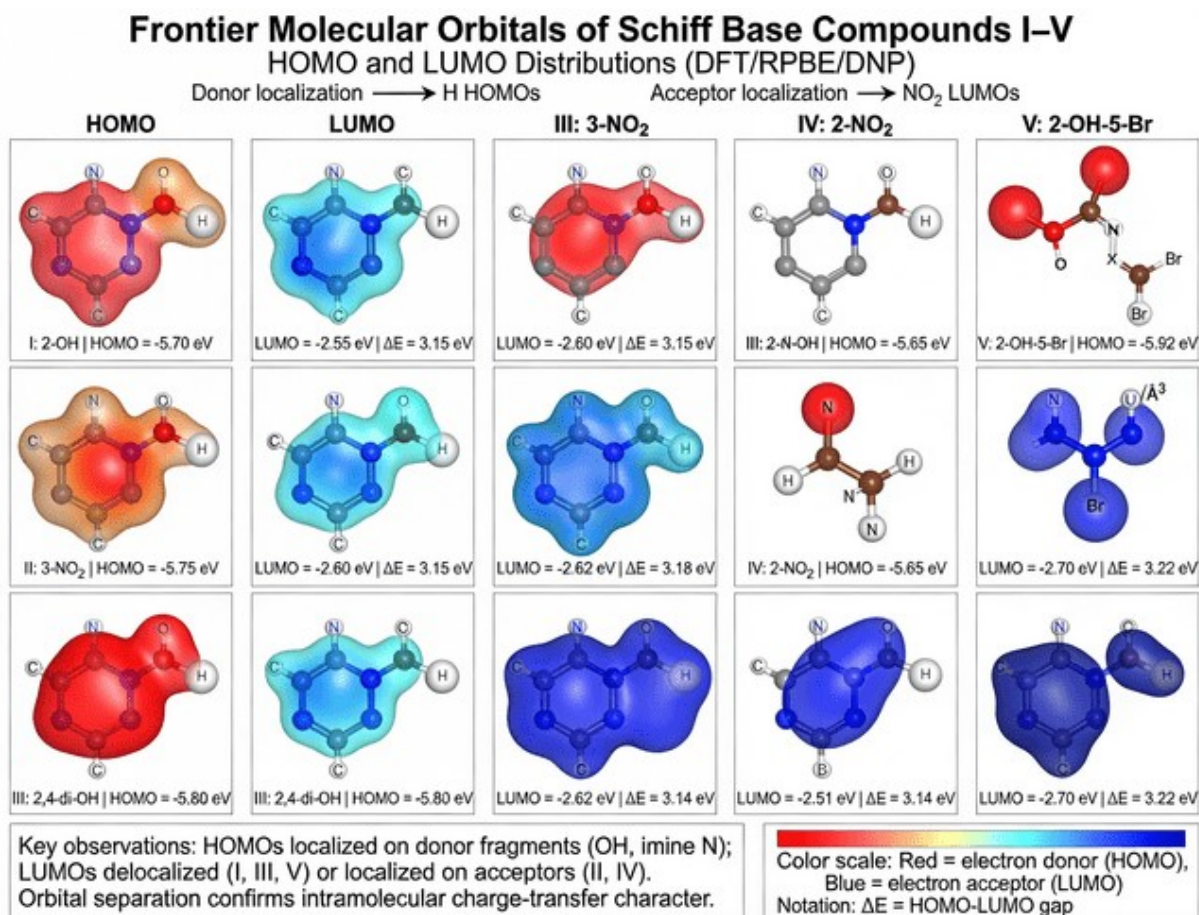 Frontier Molecular Orbitals of Schiff Base Compounds I–V
HOMO and LUMO Distributions (DFT/RPBE/DNP)
Donor localization → H HOMOs Acceptor localization → NO₂ LUMOs
HOMO LUMO III: 3-NO₂ IV: 2-NO₂ V: 2-OH-5-Br
N O C H C
N C H
N C H C C
N O C H C
N O X Br Br
I: 2-OH | HOMO = -5.70 eV
LUMO = -2.55 eV | ΔE = 3.15 eV
LUMO = -2.60 eV | ΔE = 3.15 eV
III: 2-N-OH | HOMO = -5.65 eV
V: 2-OH-5-Br | HOMO = -5.92 eV
N C H C
N O C H C
N O C H C
N H H N N
N /Å³ Br
II: 3-NO₂ | HOMO = -5.75 eV
LUMO = -2.60 eV | ΔE = 3.15 eV
LUMO = -2.62 eV | ΔE = 3.18 eV
IV: 2-NO₂ | HOMO = -5.65 eV
LUMO = -2.70 eV | ΔE = 3.22 eV
N O C H C
N C H C
N O C H C
N O C H B
N C C H C
III: 2,4-di-OH | HOMO = -5.80 eV
III: 2,4-di-OH | HOMO = -5.80 eV
LUMO = -2.62 eV | ΔE = 3.14 eV
LUMO = -2.51 eV | ΔE = 3.14 eV
LUMO = -2.70 eV | ΔE = 3.22 eV
Key observations: HOMOs localized on donor fragments (OH, imine N);
LUMOs delocalized (I, III, V) or localized on acceptors (II, IV).
Orbital separation confirms intramolecular charge-transfer character.
Color scale: Red = electron donor (HOMO),
Blue = electron acceptor (LUMO)
Notation: ΔE = HOMO-LUMO gap